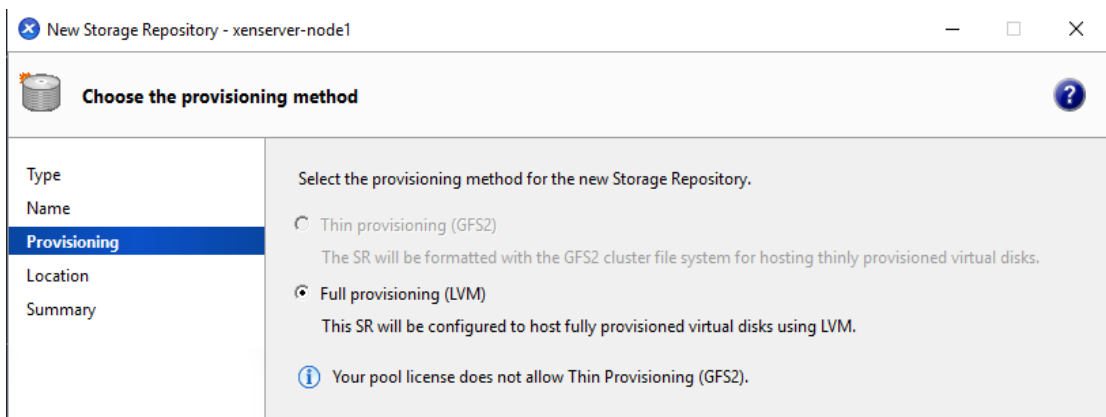 New Storage Repository - xenserver-node1
Choose the provisioning method
?
Type
Name
Provisioning
Location
Summary
Select the provisioning method for the new Storage Repository.
Thin provisioning (GFS2)
The SR will be formatted with the GFS2 cluster file system for hosting thinly provisioned virtual disks.
Full provisioning (LVM)
This SR will be configured to host fully provisioned virtual disks using LVM.
Your pool license does not allow Thin Provisioning (GFS2).